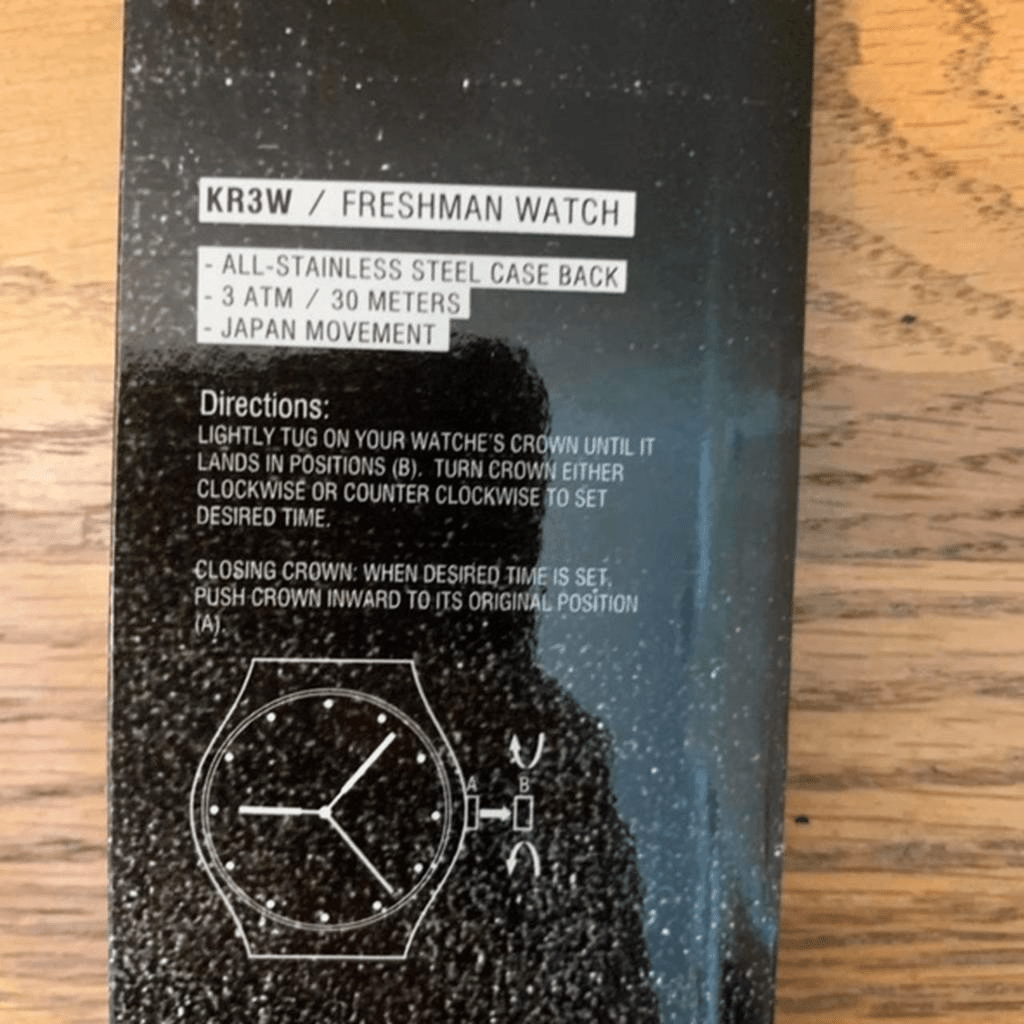 KR3W / FRESHMAN WATCH
- ALL-STAINLESS STEEL CASE BACK
- 3 ATM / 30 METERS
- JAPAN MOVEMENT
Directions:
LIGHTLY TUG ON YOUR WATCHE'S CROWN UNTIL IT
LANDS IN POSITIONS (B). TURN CROWN EITHER
CLOCKWISE OR COUNTER CLOCKWISE TO SET
DESIRED TIME.
CLOSING CROWN: WHEN DESIRED TIME IS SET,
PUSH CROWN INWARD TO ITS ORIGINAL POSITION
(A).
A B